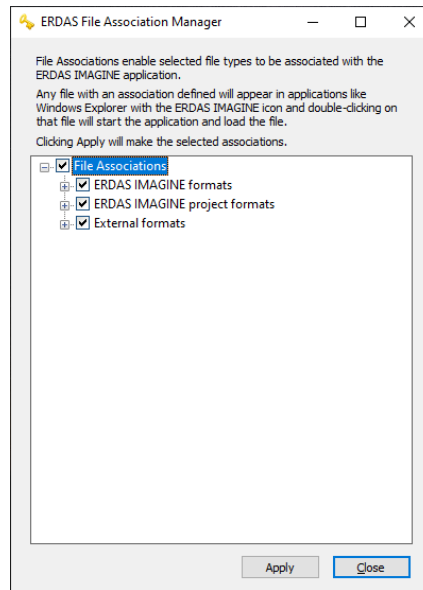 ERDAS File Association Manager
File Associations enable selected file types to be associated with the
ERDAS IMAGINE application.
Any file with an association defined will appear in applications like
Windows Explorer with the ERDAS IMAGINE icon and double-clicking on
that file will start the application and load the file.
Clicking Apply will make the selected associations.
File Associations
ERDAS IMAGINE formats
ERDAS IMAGINE project formats
External formats
Apply Close